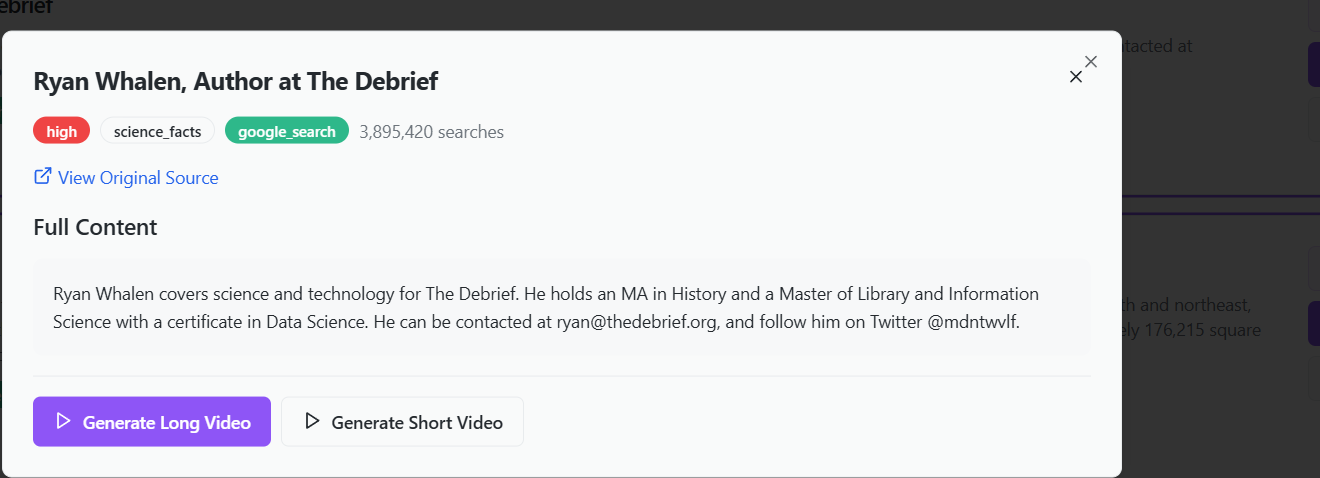 ebrief
tacted at
Ryan Whalen, Author at The Debrief
high science_facts google_search 3,895,420 searches
View Original Source
Full Content
Ryan Whalen covers science and technology for The Debrief. He holds an MA in History and a Master of Library and Information
Science with a certificate in Data Science. He can be contacted at ryan@thedebrief.org, and follow him on Twitter @mdntwvlf.
th and northeast,
ely 176,215 square
Generate Long Video Generate Short Video